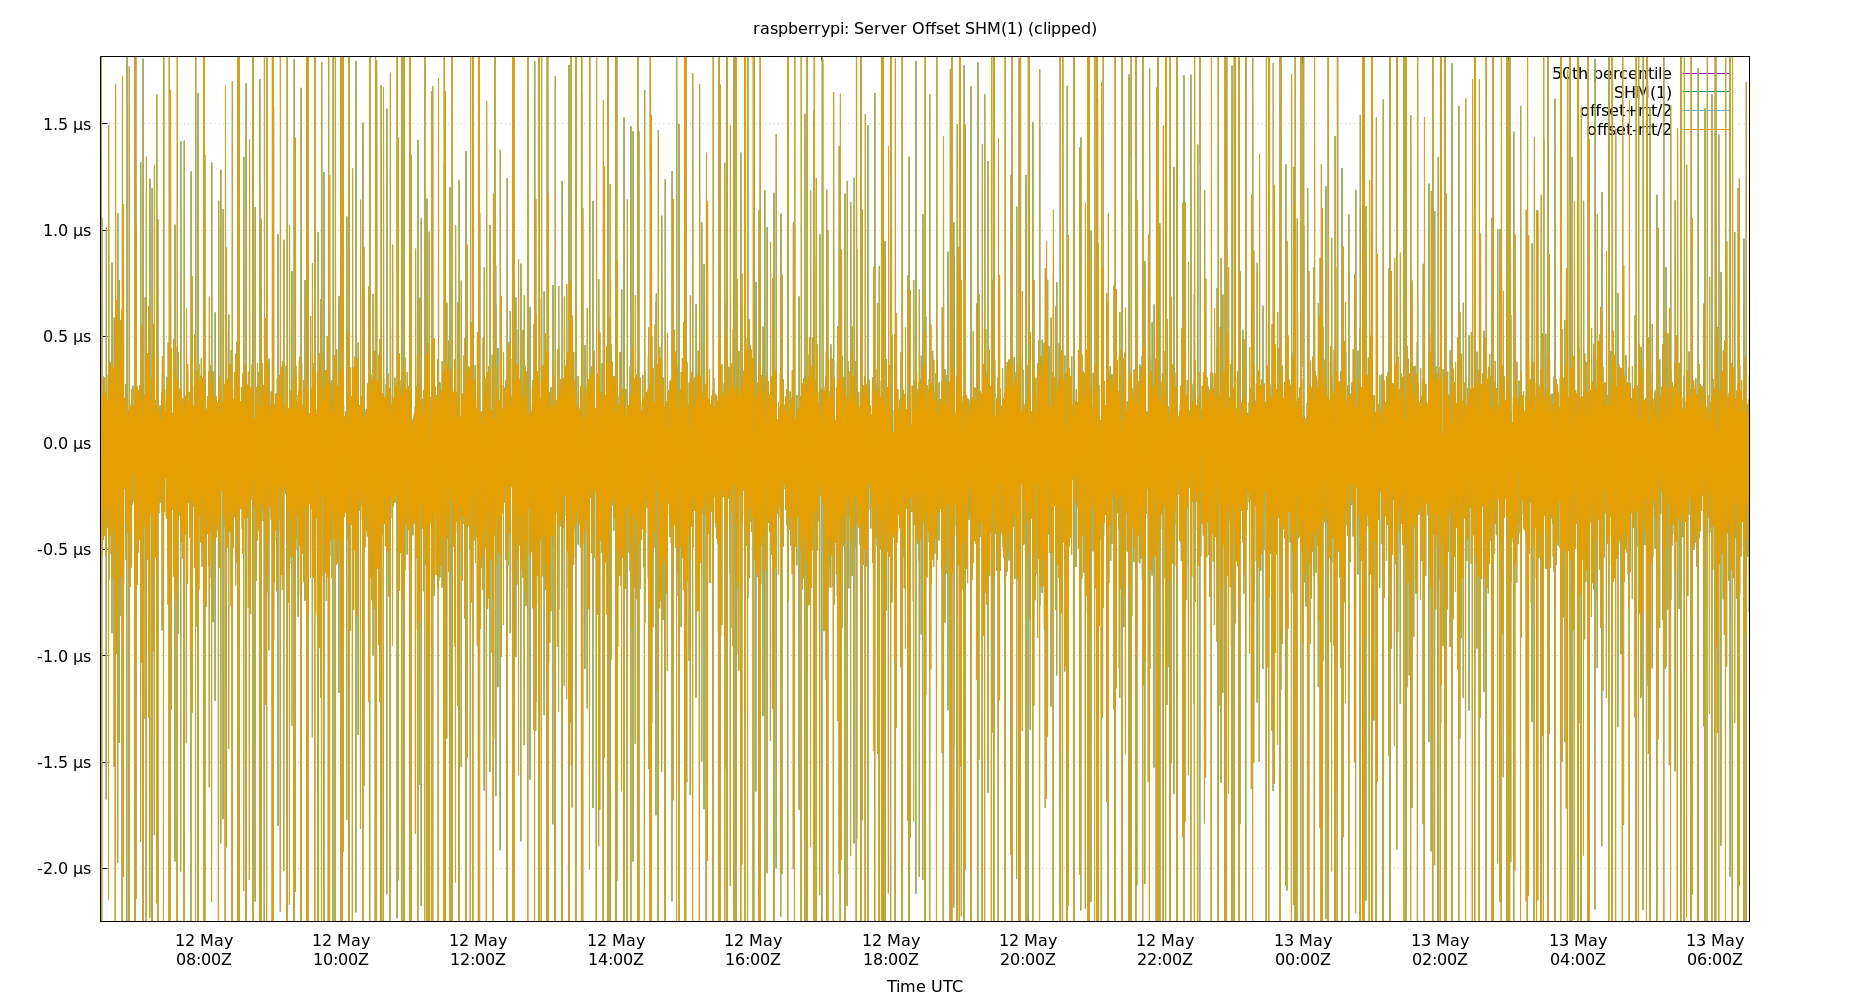 raspberrypi: Server Offset SHM(1) (clipped)
50th percentile
SHM(1)
offset+rtt/2
offset-rtt/2
1.5 µs
1.0 µs
0.5 µs
0.0 µs
-0.5 µs
-1.0 µs
-1.5 µs
-2.0 µs
12 May 12 May 12 May 12 May 12 May 12 May 12 May 12 May 13 May 13 May 13 May 13 May
08:00Z 10:00Z 12:00Z 14:00Z 16:00Z 18:00Z 20:00Z 22:00Z 00:00Z 02:00Z 04:00Z 06:00Z
Time UTC